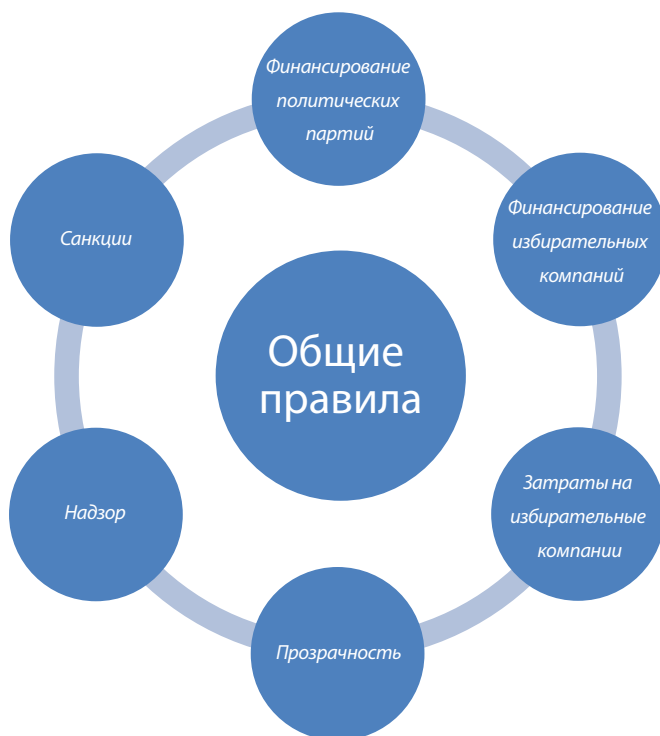 Финансирование
политических
партий
Финансирование
избирательных
компаний
Затраты на
избирательные
компании
Прозрачность
Надзор
Санкции
Общие
правила